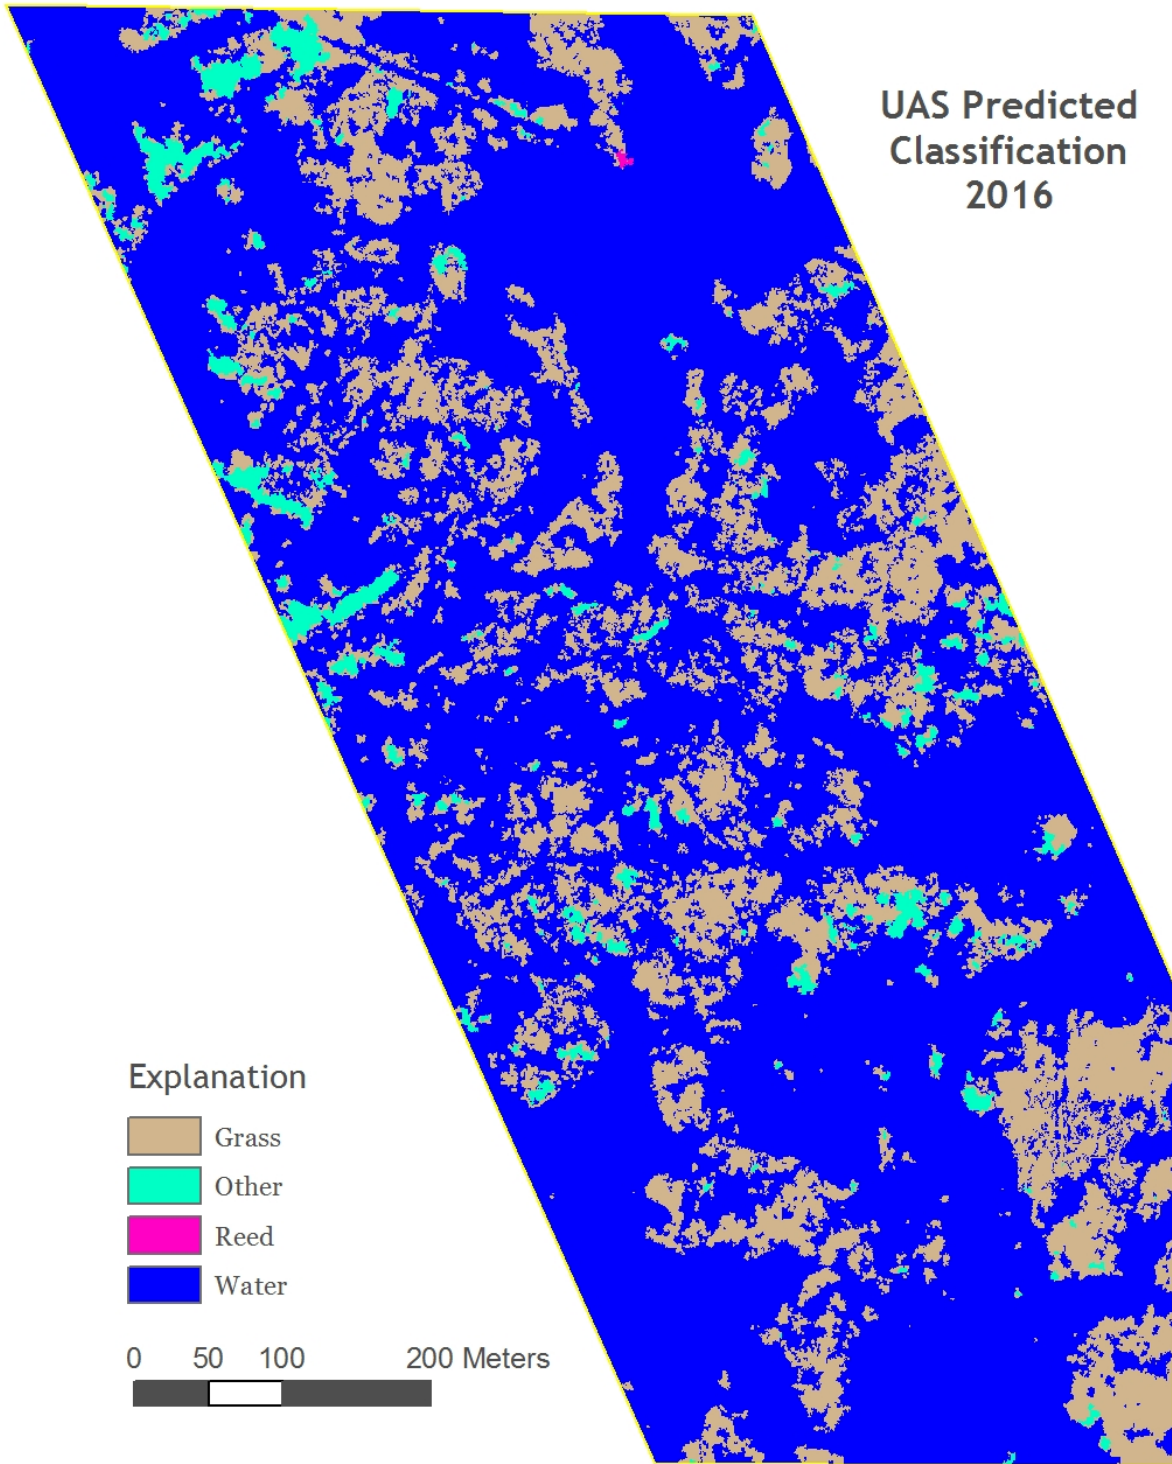 UAS Predicted
Classification
2016
Explanation
Grass
Other
Reed
Water
0 50 100 200 Meters